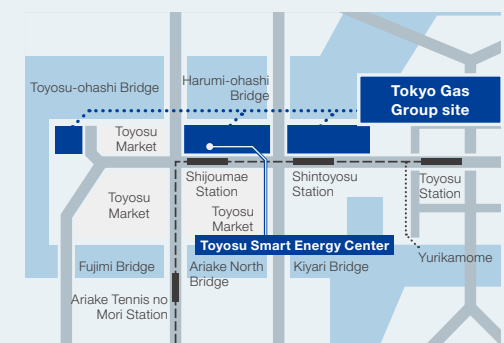 Toyosu-ohashi Bridge
Harumi-ohashi
Bridge
Tokyo Gas
Group site
Toyosu
Market
Shijoumae
Station
Shintoyosu
Station
Toyosu
Station
Toyosu
Market
Toyosu
Market
Toyosu Smart Energy Center
Yurikamome
Fujimi Bridge
Ariake North
Bridge
Kiyari Bridge
Ariake Tennis no
Mori Station